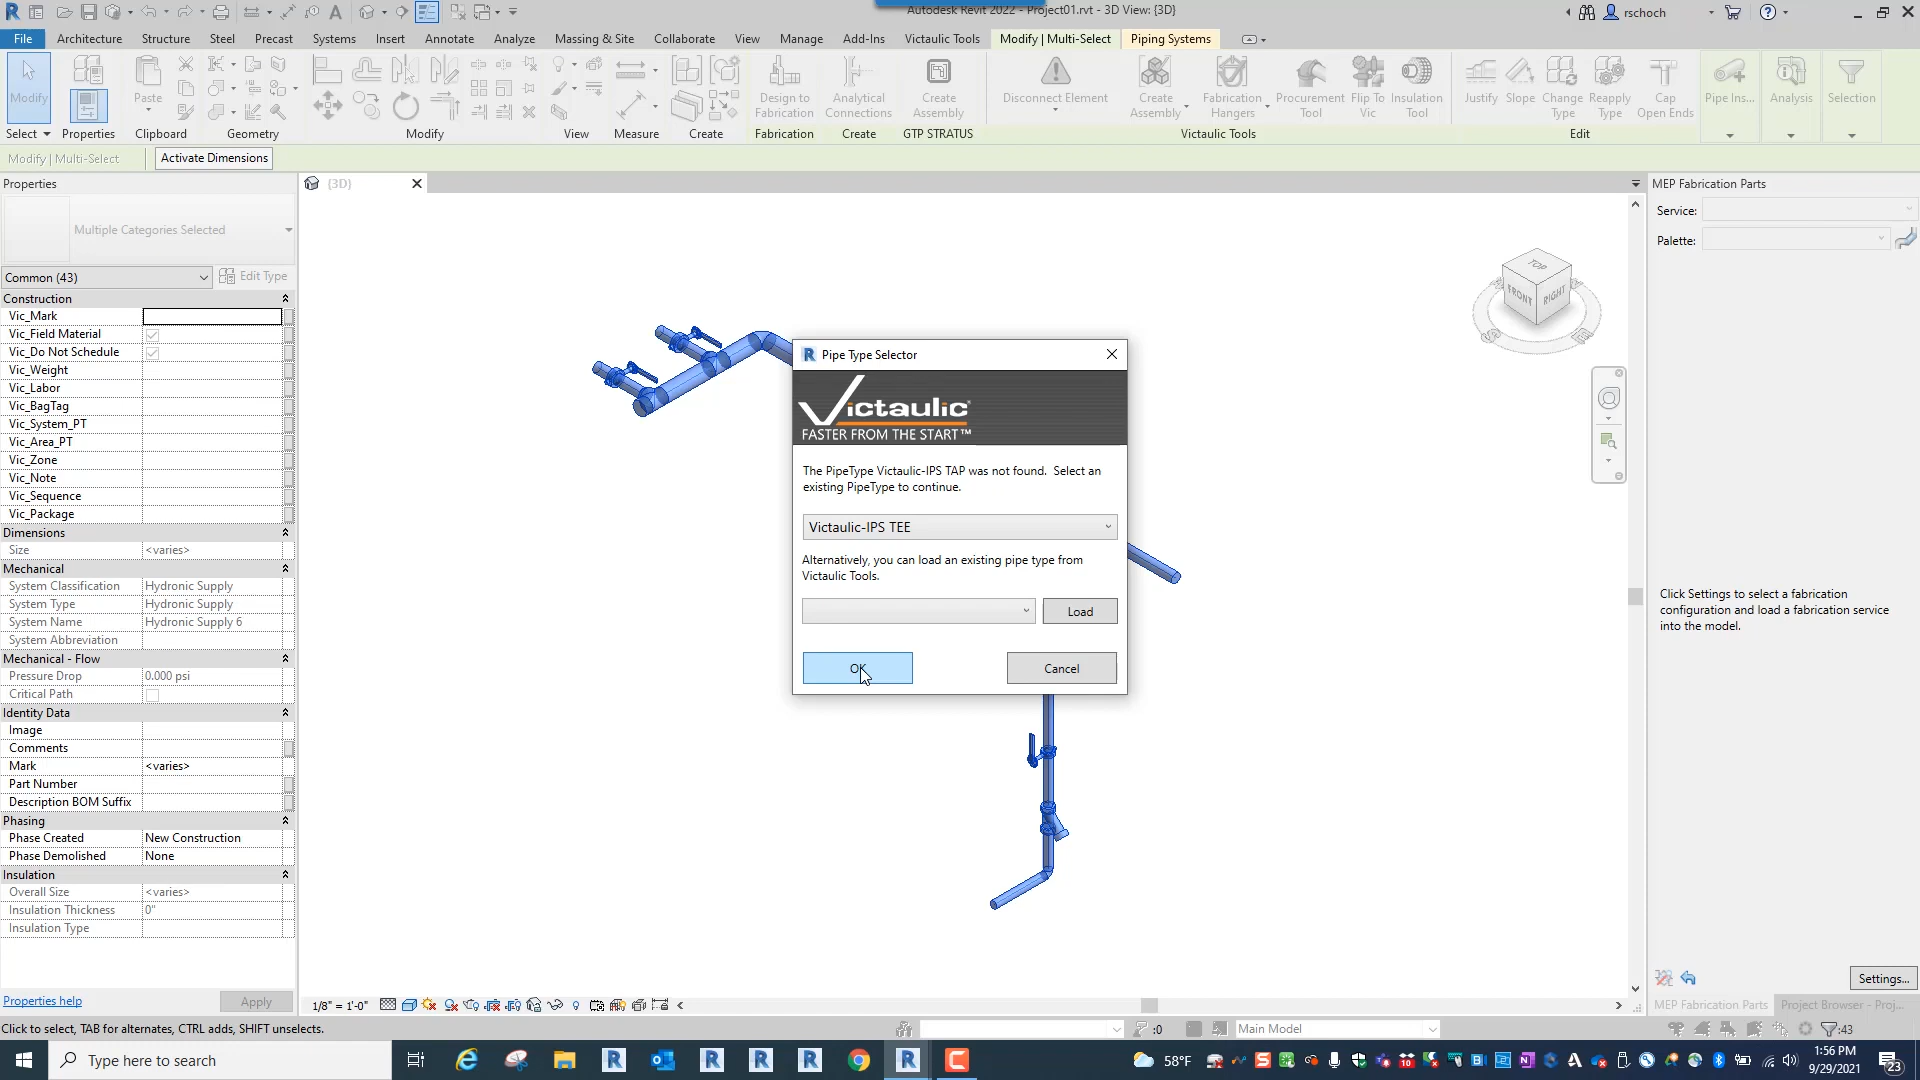 Autodesk Revit 2022 - Project01.rvt - 3D View: {3D}
rschoch
File
Architecture
Structure
Steel
Precast
Systems
Insert
Annotate
Analyze
Massing & Site
Collaborate
View
Manage
Add-Ins
Victaulic Tools
Modify | Multi-Select
Piping Systems
Modify
Paste
Design to
Fabrication
Analytical
Connections
Create
Assembly
Disconnect Element
Create
Assembly
Fabrication
Hangers
Procurement
Tool
Flip To
Vic
Insulation
Tool
Justify
Slope
Change
Type
Reapply
Type
Cap
Open Ends
Pipe Ins...
Analysis
Selection
Select
Properties
Clipboard
Geometry
Modify
View
Measure
Create
Fabrication
Create
GTP STRATUS
Victaulic Tools
Edit
Modify | Multi-Select
Activate Dimensions
Properties
Multiple Categories Selected
Common (43)
Edit Type
Construction
Vic_Mark
Vic_Field Material
Vic_Do Not Schedule
Vic_Weight
Vic_Labor
Vic_BagTag
Vic_System_PT
Vic_Area_PT
Vic_Zone
Vic_Note
Vic_Sequence
Vic_Package
Dimensions
Size <varies>
Mechanical
System Classification Hydronic Supply
System Type Hydronic Supply
System Name Hydronic Supply 6
System Abbreviation
Mechanical - Flow
Pressure Drop 0.000 psi
Critical Path
Identity Data
Image
Comments
Mark <varies>
Part Number
Description BOM Suffix
Phasing
Phase Created New Construction
Phase Demolished None
Insulation
Overall Size <varies>
Insulation Thickness 0"
Insulation Type
Properties help
Apply
{3D}
TOP
FRONT
RIGHT
S
E
Pipe Type Selector
Victaulic
FASTER FROM THE START™
The PipeType Victaulic-IPS TAP was not found. Select an
existing PipeType to continue.
Victaulic-IPS TEE
Alternatively, you can load an existing pipe type from
Victaulic Tools.
Load
OK
Cancel
MEP Fabrication Parts
Service:
Palette:
Click Settings to select a fabrication
configuration and load a fabrication service
into the model.
Settings...
MEP Fabrication Parts
Project Browser - Proj...
1/8" = 1'-0"
Click to select, TAB for alternates, CTRL adds, SHIFT unselects.
:0
Main Model
:43
Type here to search
58°F
1:56 PM
9/29/2021
23